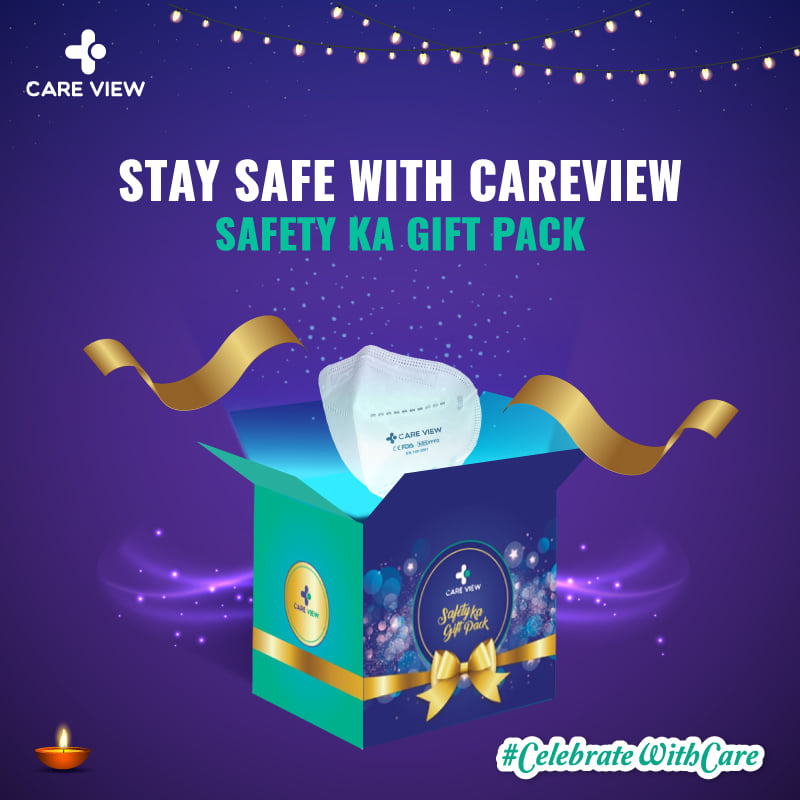 CARE VIEW
STAY SAFE WITH CAREVIEW
SAFETY KA GIFT PACK
CARE VIEW
CARE VIEW
CARE VIEW
Safety Ka
Gift Pack
#CelebrateWithCare